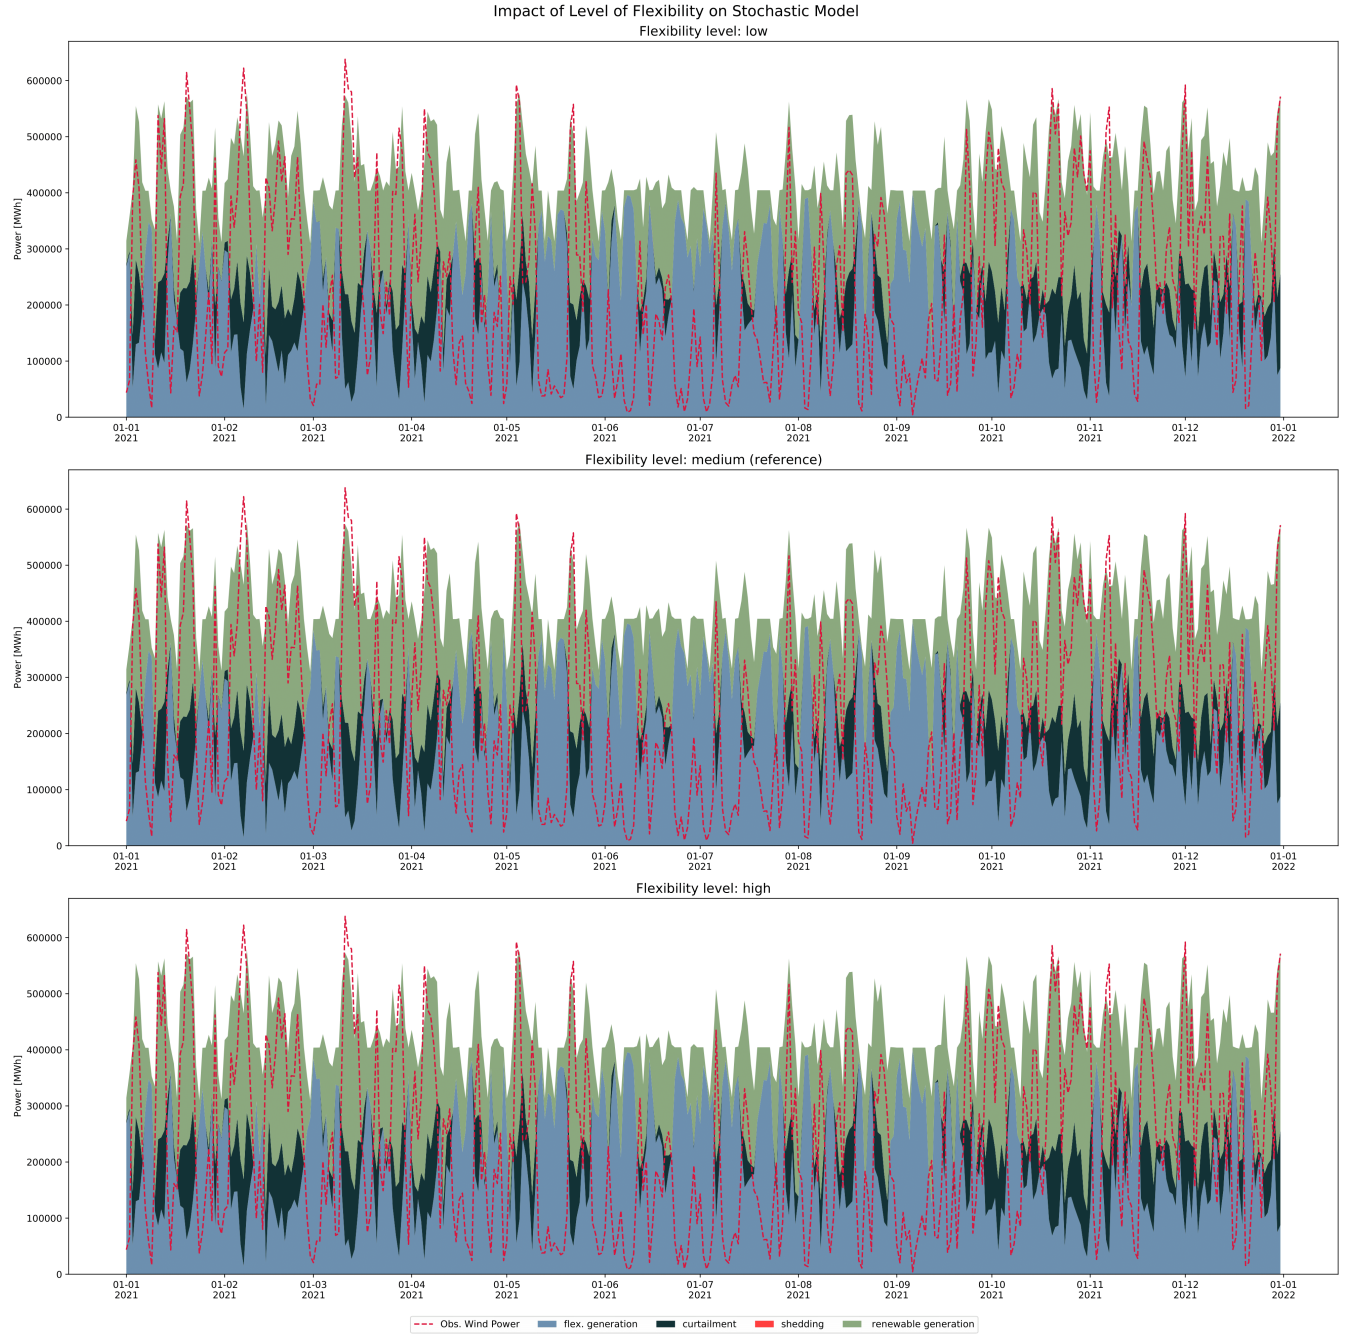 Impact of Level of Flexibility on Stochastic Model
Flexibility level: low
Power [MWh]
600000
500000
400000
300000
200000
100000
0
01-01 01-02 01-03 01-04 01-05 01-06 01-07 01-08 01-09 01-10 01-11 01-12 01-01
2021 2021 2021 2021 2021 2021 2021 2021 2021 2021 2021 2021 2022
Flexibility level: medium (reference)
Power [MWh]
600000
500000
400000
300000
200000
100000
0
01-01 01-02 01-03 01-04 01-05 01-06 01-07 01-08 01-09 01-10 01-11 01-12 01-01
2021 2021 2021 2021 2021 2021 2021 2021 2021 2021 2021 2021 2022
Flexibility level: high
Power [MWh]
600000
500000
400000
300000
200000
100000
0
01-01 01-02 01-03 01-04 01-05 01-06 01-07 01-08 01-09 01-10 01-11 01-12 01-01
2021 2021 2021 2021 2021 2021 2021 2021 2021 2021 2021 2021 2022
Obs. Wind Power flex. generation curtailment shedding renewable generation